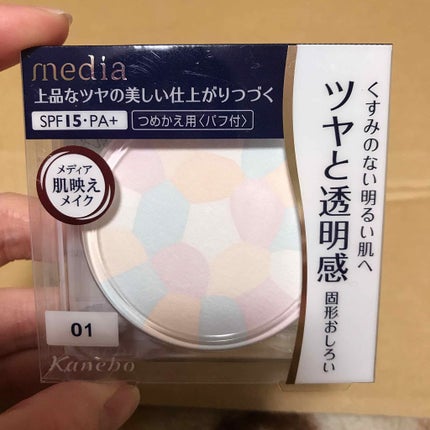 media
上品なツヤの美しい仕上がりつづく
SPF15・PA+
つめかえ用〈パフ付〉
メディア
肌映え
メイク
くすみのない明るい肌へ
ツヤと透明感
固形おしろい
01
Kanebo